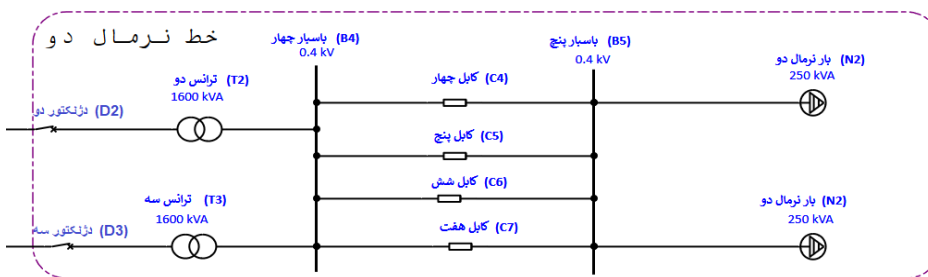 خط نرمال دو
(B4) باسبار چهار
0.4 kV
(B5) باسبار پنج
0.4 kV
(N2) بار نرمال دو
250 kVA
(T2) ترانس دو
1600 kVA
(C4) کابل چهار
(D2) دژنکتور دو
(C5) کابل پنج
(C6) کابل شش
(T3) ترانس سه
1600 kVA
(N2) بار نرمال دو
250 kVA
(D3) دژنکتور سه
(C7) کابل هفت